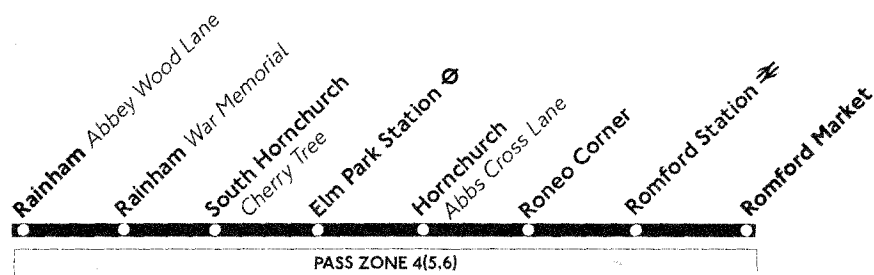 Rainham Abbey Wood Lane
Rainham War Memorial
South Hornchurch
Cherry Tree
Elm Park Station
Hornchurch
Abbs Cross Lane
Roneo Corner
Romford Station
Romford Market
PASS ZONE 4(5.6)